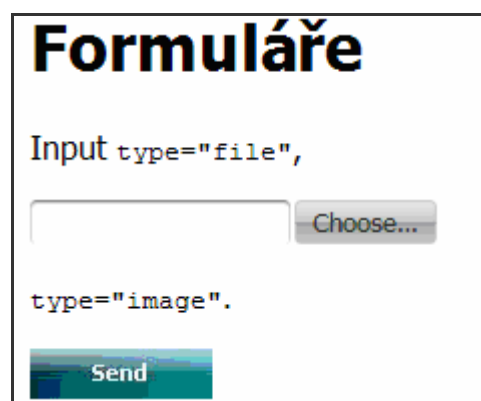 Formuláře
Input type="file",
Choose...
type="image".
Send